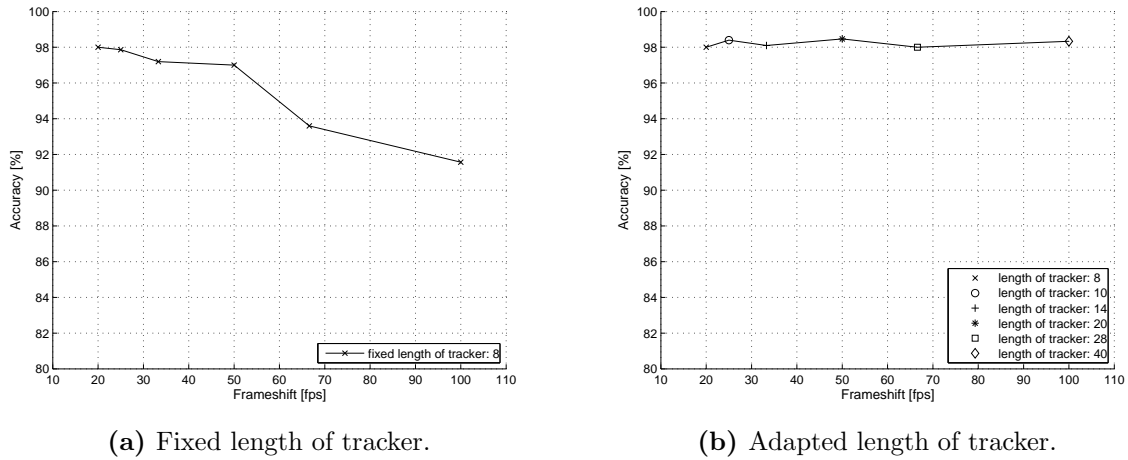 100
98
96
94
92
90
88
86
84
82
80
Accuracy [%]
10 20 30 40 50 60 70 80 90 100 110
Frameshift [fps]
fixed length of tracker: 8
(a) Fixed length of tracker.
100
98
96
94
92
90
88
86
84
82
80
Accuracy [%]
10 20 30 40 50 60 70 80 90 100 110
Frameshift [fps]
length of tracker: 8
length of tracker: 10
length of tracker: 14
length of tracker: 20
length of tracker: 28
length of tracker: 40
(b) Adapted length of tracker.